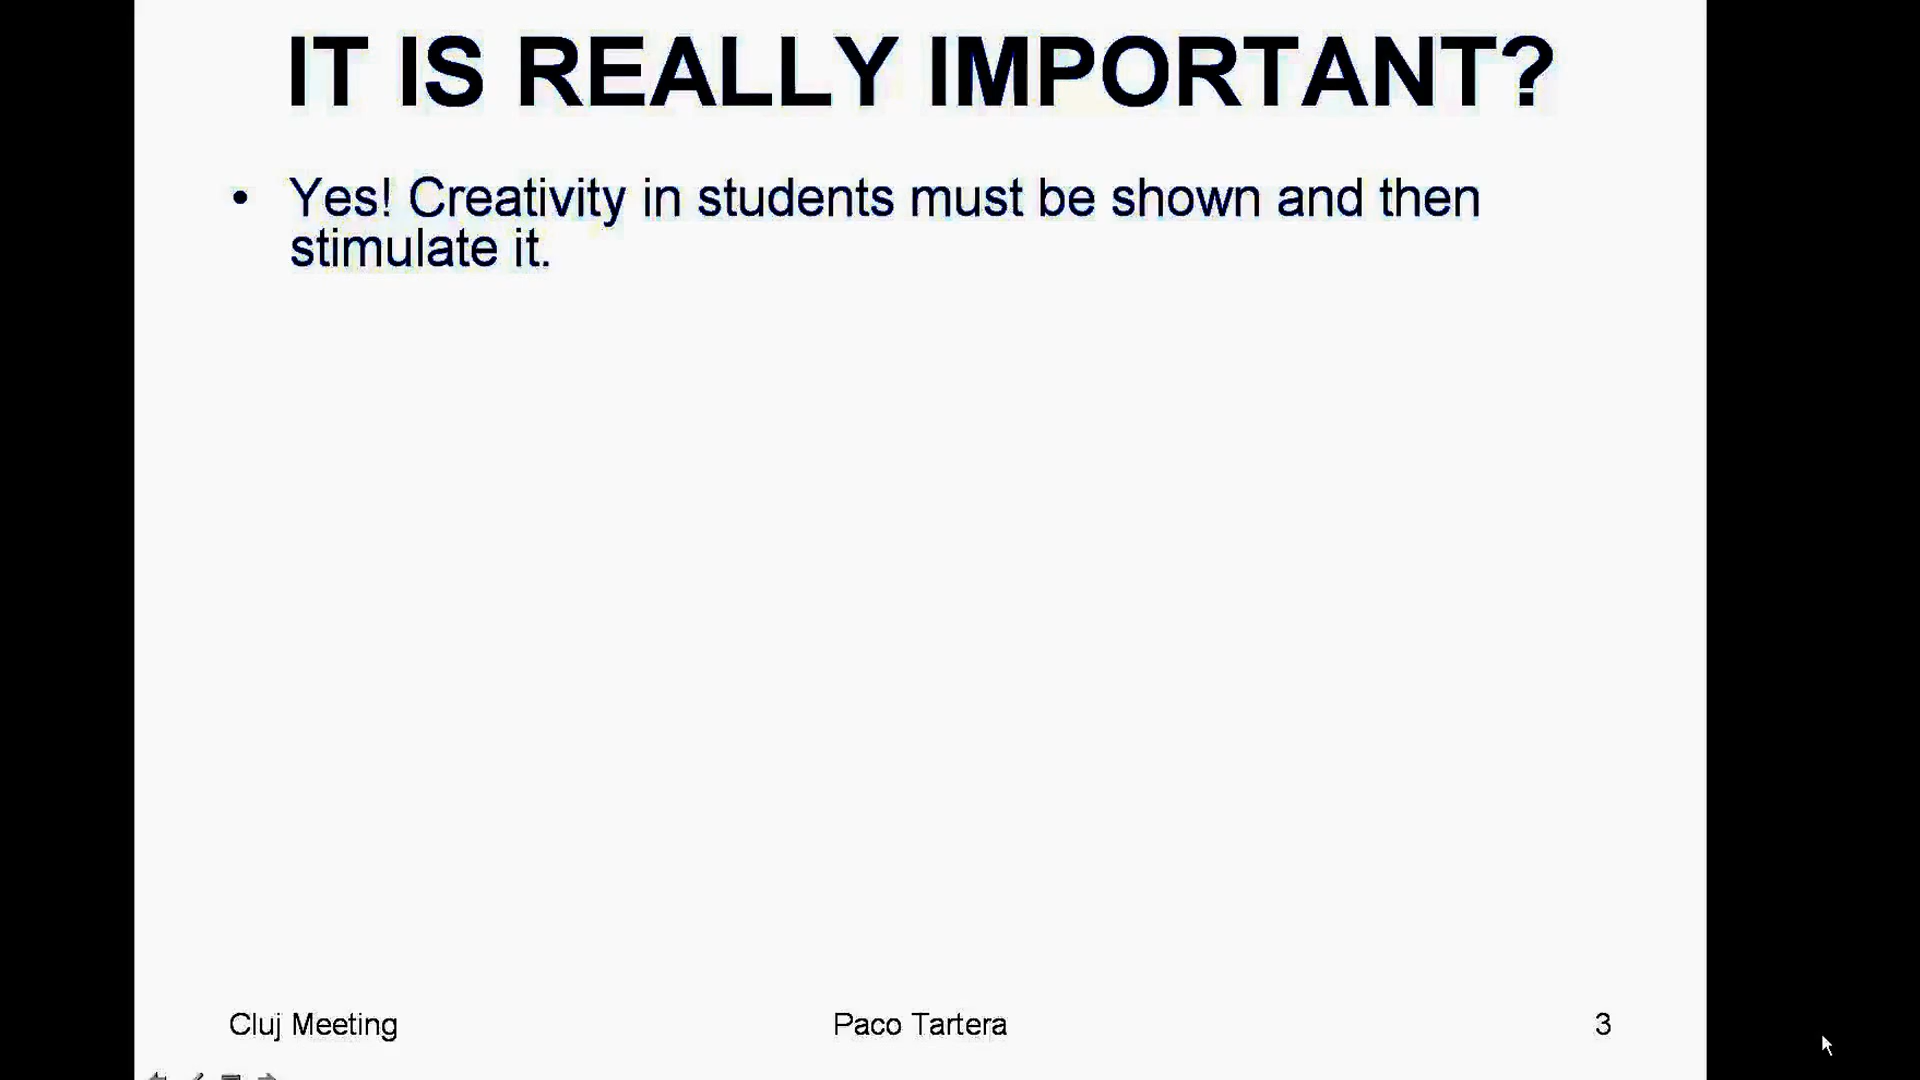 IT IS REALLY IMPORTANT?
• Yes! Creativity in students must be shown and then
stimulate it.
Cluj Meeting
Paco Tartera
3